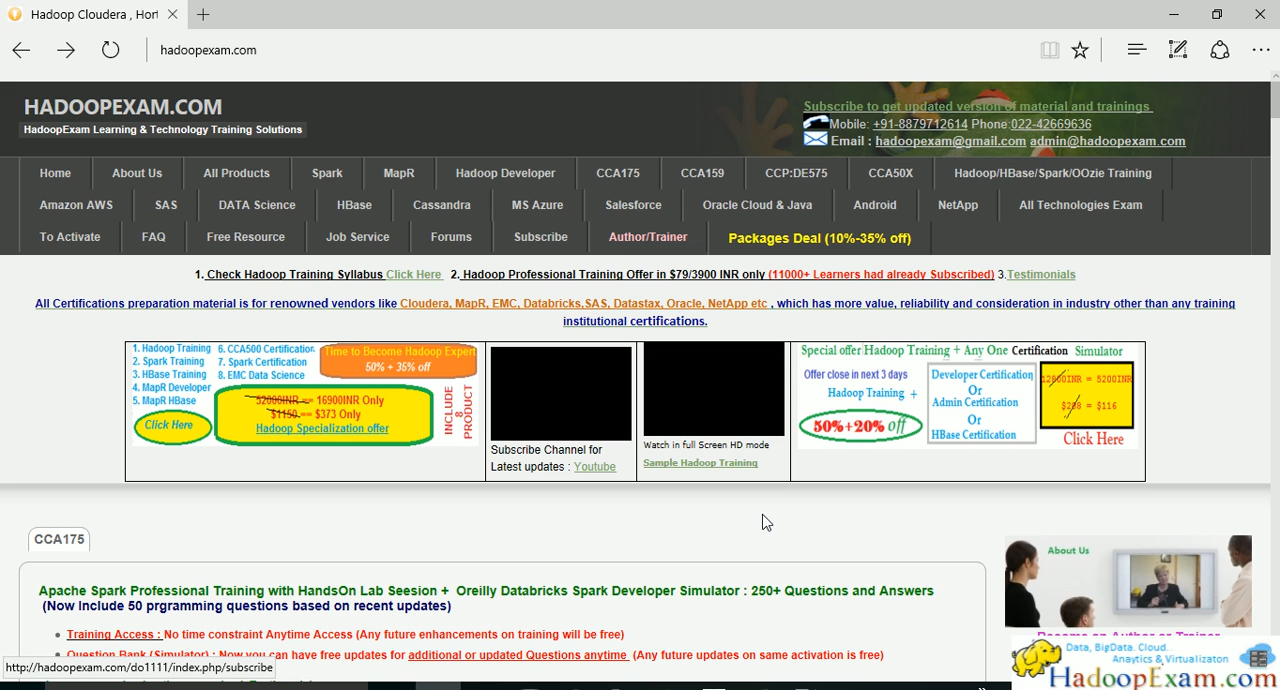 Hadoop Cloudera , Hort
hadoopexam.com
HADOOPEXAM.COM
HadoopExam Learning & Technology Training Solutions
Subscribe to get updated version of material and trainings
Mobile: +91-8879712614 Phone:022-42669636
Email : hadoopexam@gmail.com admin@hadoopexam.com
Home About Us All Products Spark MapR Hadoop Developer CCA175 CCA159 CCP:DE575 CCA50X Hadoop/HBase/Spark/OOzie Training
Amazon AWS SAS DATA Science HBase Cassandra MS Azure Salesforce Oracle Cloud & Java Android NetApp All Technologies Exam
To Activate FAQ Free Resource Job Service Forums Subscribe Author/Trainer Packages Deal (10%-35% off)
1. Check Hadoop Training Syllabus Click Here 2. Hadoop Professional Training Offer in $79/3900 INR only (11000+ Learners had already Subscribed) 3.Testimonials
All Certifications preparation material is for renowned vendors like Cloudera, MapR, EMC, Databricks,SAS, Datastax, Oracle, NetApp etc , which has more value, reliability and consideration in industry other than any training
institutional certifications.
1. Hadoop Training 6. CCA500 Certification
2. Spark Training 7. Spark Certification
3. HBase Training 8. EMC Data Science
4. MapR Developer
5. MapR HBase
Click Here
Time to Become Hadoop Expert
50% + 35% off
52000INR == 16900INR Only
$1150 == $373 Only
Hadoop Specialization offer
INCLUDE 8 PRODUCT
Subscribe Channel for
Latest updates : Youtube
Watch in full Screen HD mode
Sample Hadoop Training
Special offer Hadoop Training + Any One Certification Simulator
Offer close in next 3 days
Hadoop Training +
50%+20% off
Developer Certification
Or
Admin Certification
Or
HBase Certification
12800INR = 5200INR
$208 = $116
Click Here
CCA175
Apache Spark Professional Training with HandsOn Lab Seesion + Oreilly Databricks Spark Developer Simulator : 250+ Questions and Answers
(Now Include 50 prgramming questions based on recent updates)
Training Access : No time constraint Anytime Access (Any future enhancements on training will be free)
Question Bank (Simulator) : Now you can have free updates for additional or updated Questions anytime (Any future updates on same activation is free)
http://hadoopexam.com/do1111/index.php/subscribe
About Us
Become an Author or Trainer
Data, BigData. Cloud..
Anaytics & Virtualizaton
HadoopExam.com